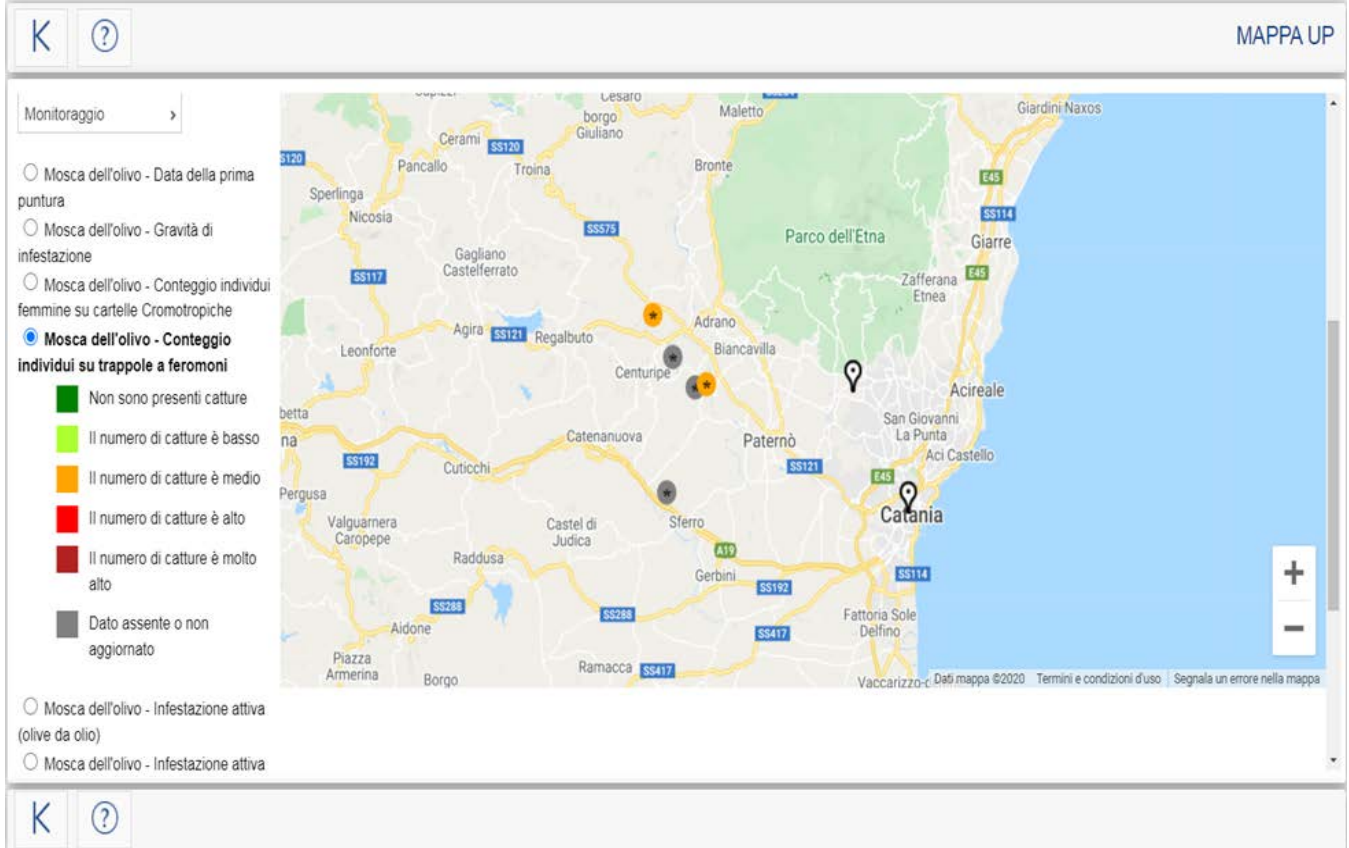 K ? MAPPA UP
Monitoraggio ›
Mosca dell'olivo - Data della prima
puntura
Mosca dell'olivo - Gravità di
infestazione
Mosca dell'olivo - Conteggio individui
femmine su cartelle Cromotropiche
Mosca dell'olivo - Conteggio
individui su trappole a feromoni
Non sono presenti catture
Il numero di catture è basso
Il numero di catture è medio
Il numero di catture è alto
Il numero di catture è molto
alto
Dato assente o non
aggiornato
Mosca dell'olivo - Infestazione attiva
(olive da olio)
Mosca dell'olivo - Infestazione attiva
Cesarò
borgo
Giuliano
Maletto
Giardini Naxos
Cerami
SS120
S120
Pancallo
Troina
Bronte
E45
Sperlinga
Nicosia
SS114
SS575
Parco dell'Etna
Giarre
Gagliano
Castelferrato
SS117
Zafferana
Etnea
E45
Adrano
Agira
SS121
Regalbuto
Leonforte
Biancavilla
Centuripe
Acireale
betta
San Giovanni
La Punta
na
Catenanuova
Paternò
Aci Castello
SS192
Cuticchi
SS121
E45
Pergusa
Valguarnera
Caropepe
Castel di
Judica
Sferro
Catania
Raddusa
A19
Gerbini
SS192
SS114
SS288
SS288
Fattoria Sole
Delfino
Aidone
SS417
Piazza
Armerina
Borgo
Ramacca
SS417
Vaccarizzo-
+
−
Dati mappa ©2020 Termini e condizioni d'uso Segnala un errore nella mappa
K ?